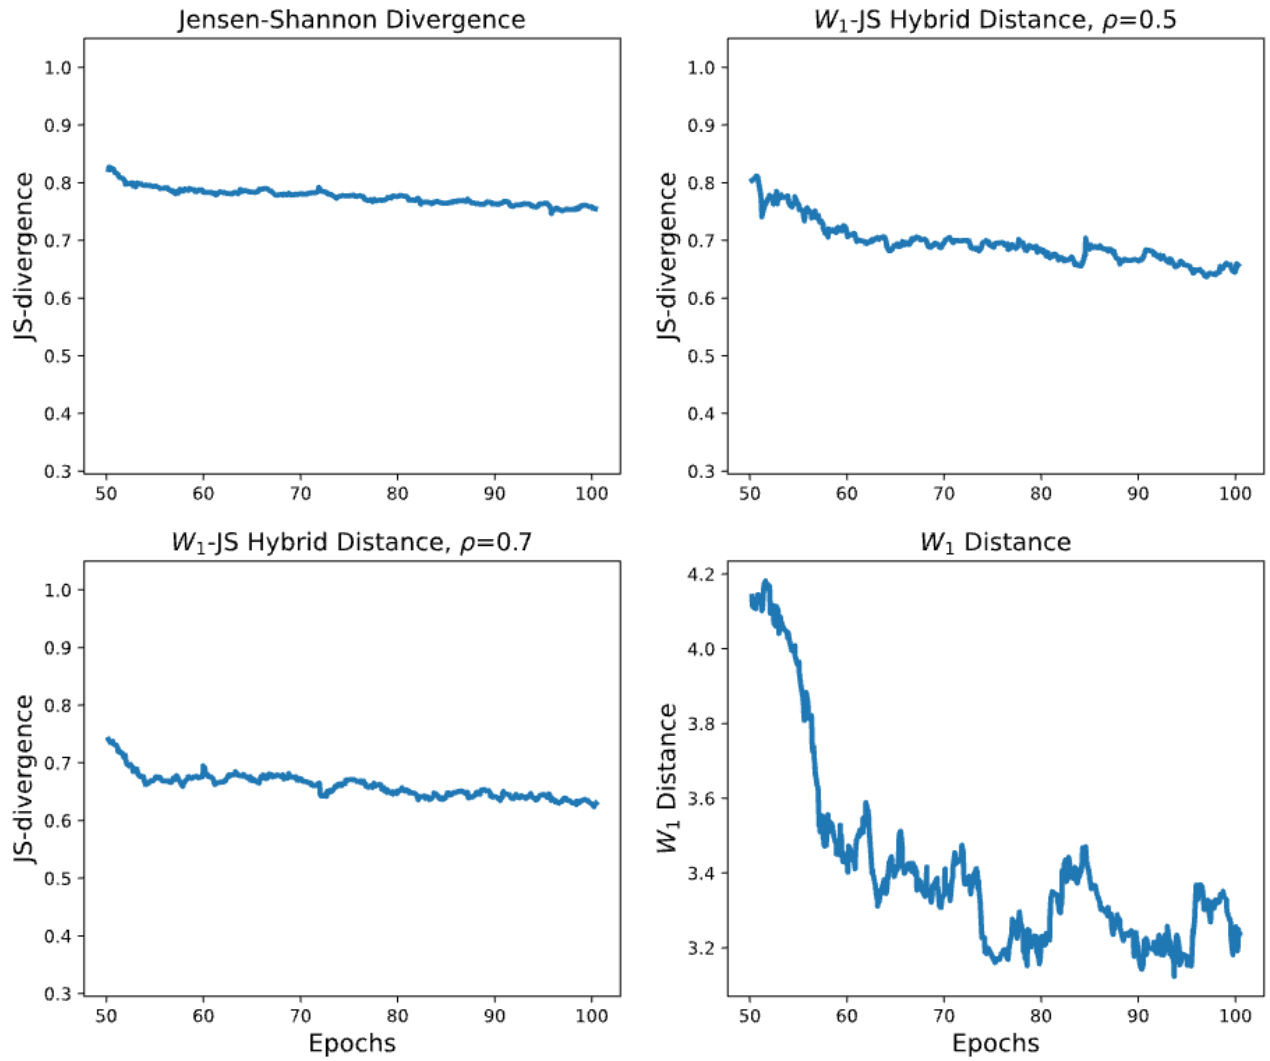 Jensen-Shannon Divergence
JS-divergence
1.0
0.9
0.8
0.7
0.6
0.5
0.4
0.3
50 60 70 80 90 100
W₁-JS Hybrid Distance, ρ=0.5
JS-divergence
1.0
0.9
0.8
0.7
0.6
0.5
0.4
0.3
50 60 70 80 90 100
W₁-JS Hybrid Distance, ρ=0.7
JS-divergence
1.0
0.9
0.8
0.7
0.6
0.5
0.4
0.3
50 60 70 80 90 100
Epochs
W₁ Distance
W₁ Distance
4.2
4.0
3.8
3.6
3.4
3.2
50 60 70 80 90 100
Epochs